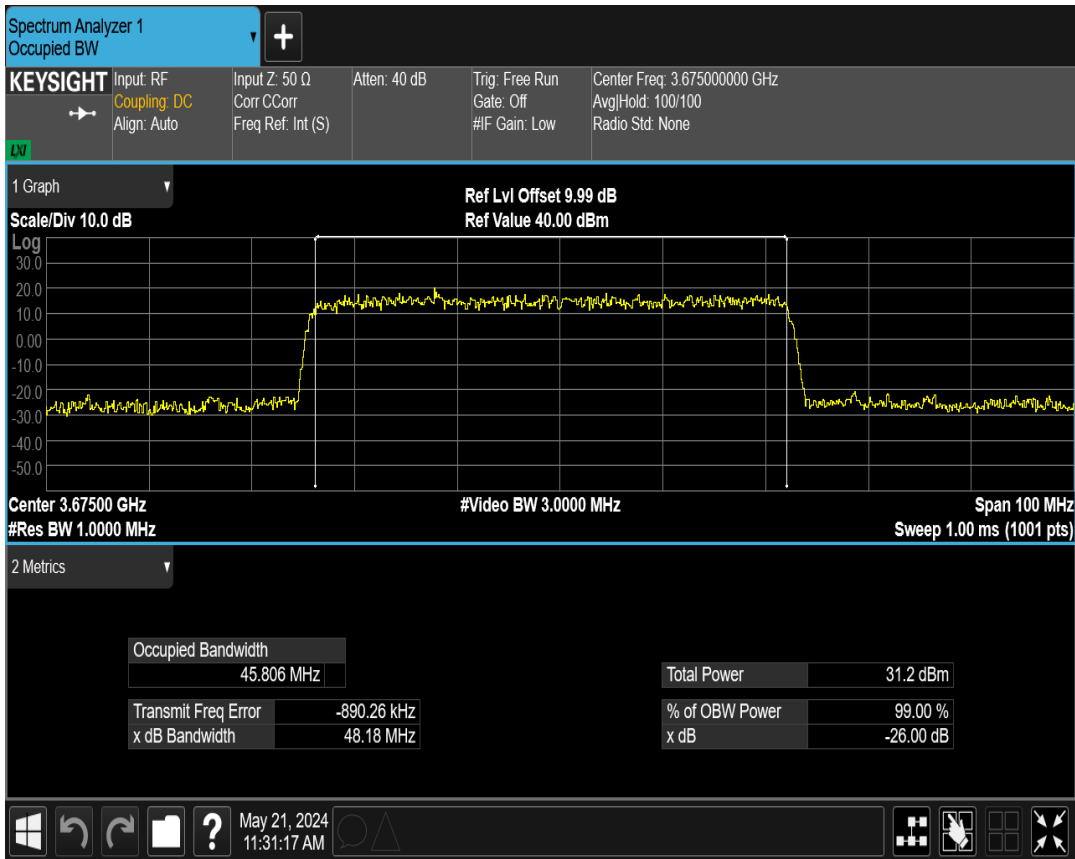 Spectrum Analyzer 1
Occupied BW
+
KEYSIGHT
LXI
Input: RF
Coupling: DC
Align: Auto
Input Z: 50 Ω
Corr CCorr
Freq Ref: Int (S)
Atten: 40 dB
Trig: Free Run
Gate: Off
#IF Gain: Low
Center Freq: 3.675000000 GHz
Avg|Hold: 100/100
Radio Std: None
1 Graph
Scale/Div 10.0 dB
Ref Lvl Offset 9.99 dB
Ref Value 40.00 dBm
Log
30.0
20.0
10.0
0.00
-10.0
-20.0
-30.0
-40.0
-50.0
Center 3.67500 GHz
#Video BW 3.0000 MHz
Span 100 MHz
#Res BW 1.0000 MHz
Sweep 1.00 ms (1001 pts)
2 Metrics
Occupied Bandwidth
45.806 MHz
Transmit Freq Error -890.26 kHz
x dB Bandwidth 48.18 MHz
Total Power 31.2 dBm
% of OBW Power 99.00 %
x dB -26.00 dB
?
May 21, 2024
11:31:17 AM